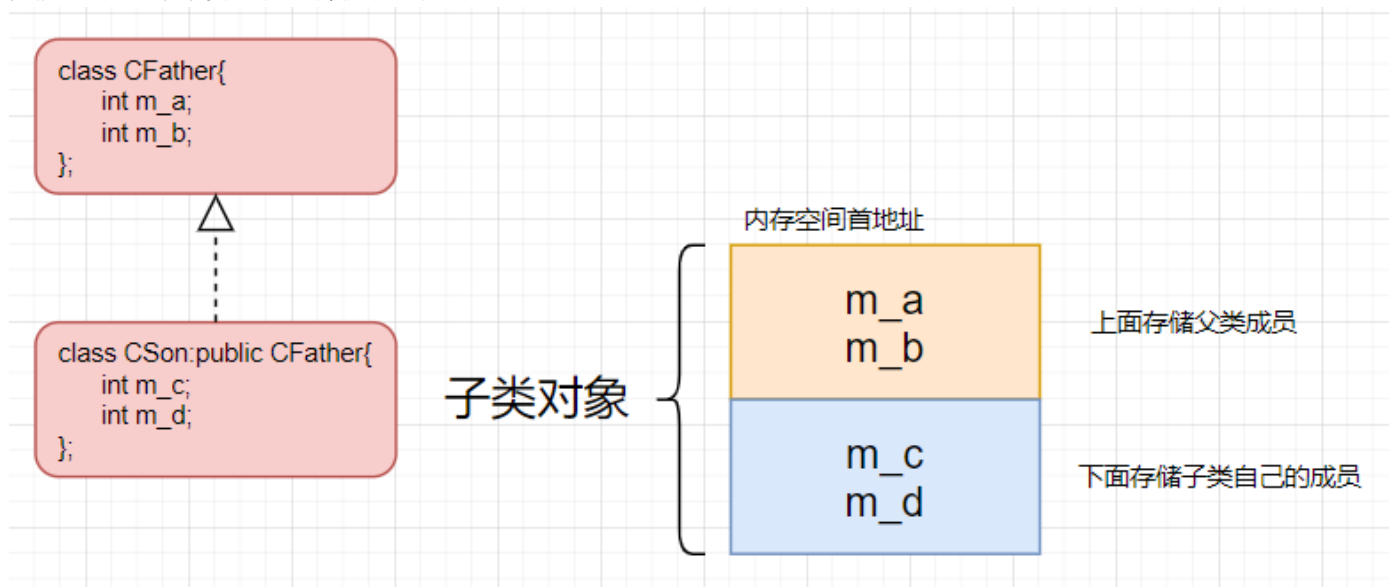 class CFather{
int m_a;
int m_b;
};
class CSon:public CFather{
int m_c;
int m_d;
};
内存空间首地址
子类对象
m_a
m_b
上面存储父类成员
m_c
m_d
下面存储子类自己的成员